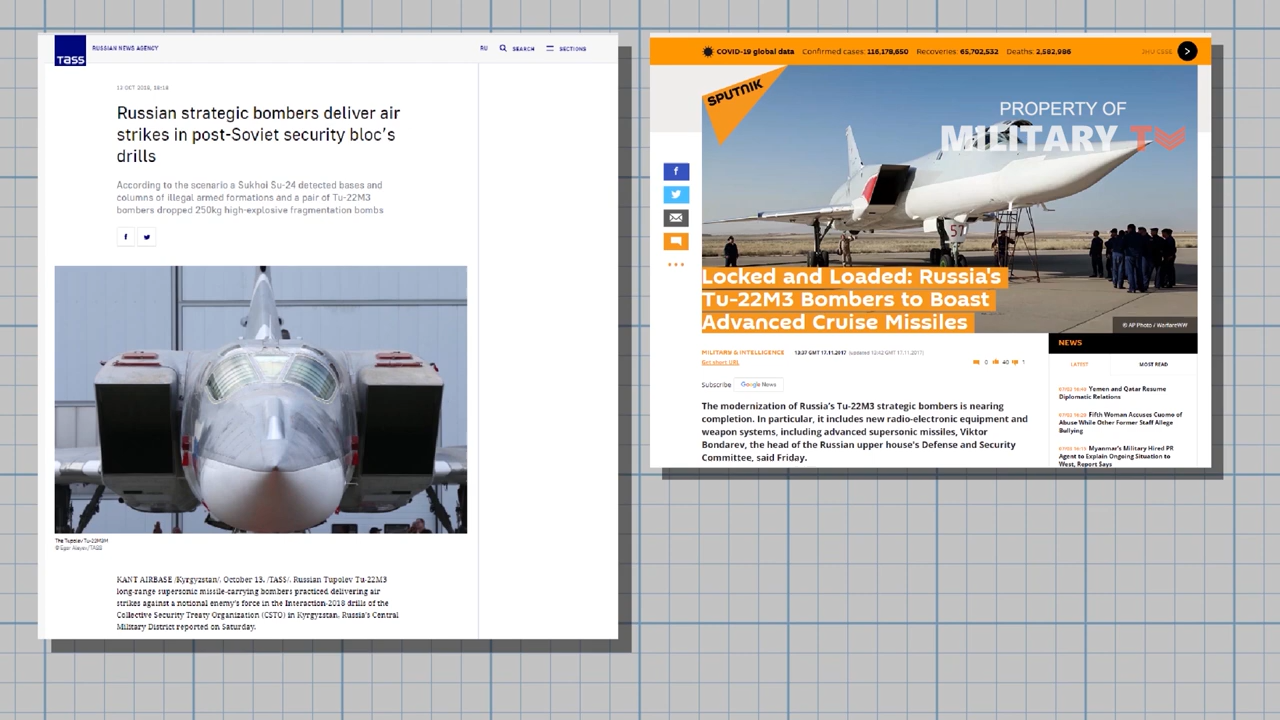 TASS
RUSSIAN NEWS AGENCY
RU
SEARCH
SECTIONS
13 OCT 2018,
Russian strategic bombers deliver air
strikes in post-Soviet security bloc's
drills
According to the scenario a Sukhoi Su-24 detected bases and
columns of illegal armed formations and a pair of Tu-22M3
bombers dropped 250kg high-explosive fragmentation bombs
f
The Tupolev Tu-22M3M
© Egor Aleyev/TASS
KANT AIRBASE /Kyrgyzstan/, October 13. /TASS/. Russian Tupolev Tu-22M3
long-range supersonic missile-carrying bombers practiced delivering air
strikes against a notional enemy's force in the Interaction-2018 drills of the
Collective Security Treaty Organization (CSTO) in Kyrgyzstan, Russia's Central
Military District reported on Saturday.
COVID-19 global data Confirmed cases: 116,178,650 Recoveries: 65,702,532 Deaths: 2,582,986
JHU CSSE
SPUTNIK
PROPERTY OF
MILITARY TV
f
57
Locked and Loaded: Russia's
Tu-22M3 Bombers to Boast
Advanced Cruise Missiles
© AP Photo / WarfareWW
MILITARY & INTELLIGENCE 13:37 GMT 17.11.2017 (updated 13:42 GMT 17.11.2017)
Get short URL
0 40 1
Subscribe Google News
The modernization of Russia's Tu-22M3 strategic bombers is nearing
completion. In particular, it includes new radio-electronic equipment and
weapon systems, including advanced supersonic missiles, Viktor
Bondarev, the head of the Russian upper house's Defense and Security
Committee, said Friday.
NEWS
LATEST MOST READ
Yemen and Qatar Resume
Diplomatic Relations
Fifth Woman Accuses Cuomo of
Abuse While Other Former Staff Allege
Bullying
Myanmar's Military Hired PR
Agent to Explain Ongoing Situation to
West, Report Says